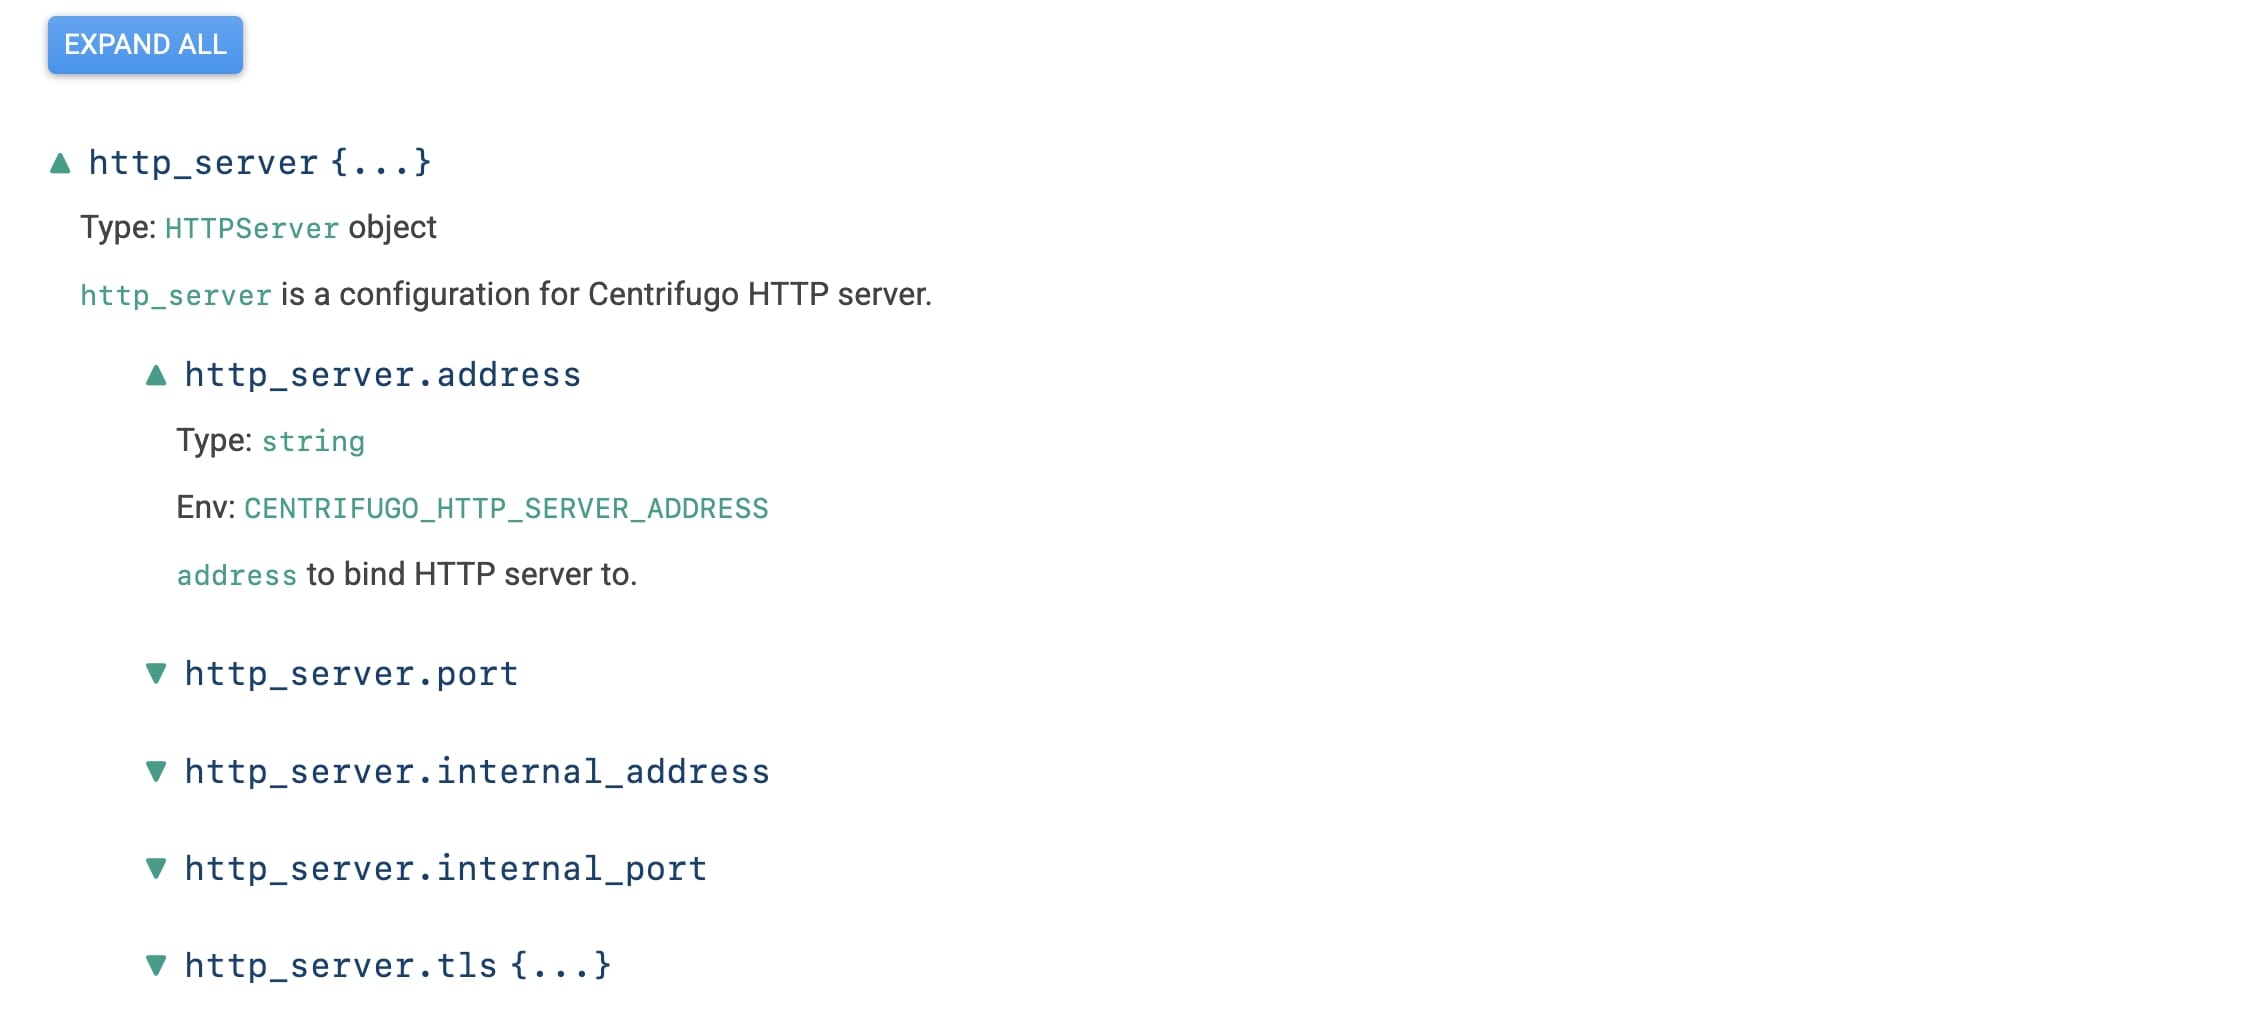 EXPAND ALL
http_server {...}
Type: HTTPServer object
http_server is a configuration for Centrifugo HTTP server.
http_server.address
Type: string
Env: CENTRIFUGO_HTTP_SERVER_ADDRESS
address to bind HTTP server to.
http_server.port
http_server.internal_address
http_server.internal_port
http_server.tls {...}